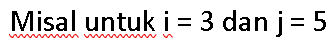 Misal untuk i = 3 dan j = 5